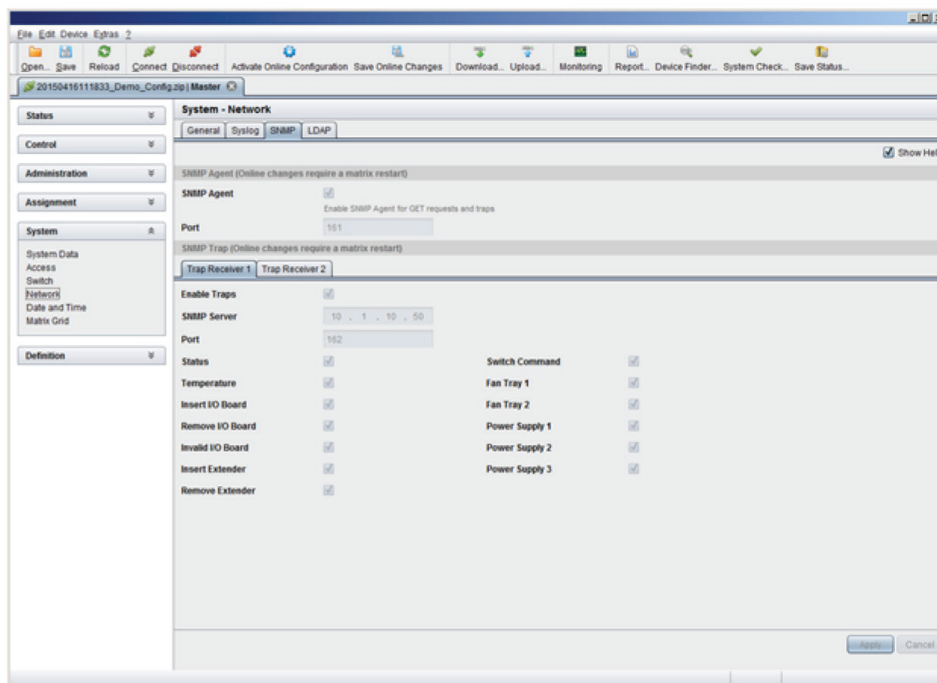 File Edit Device Extras ?
Open... Save Reload Connect Disconnect Activate Online Configuration Save Online Changes Download... Upload... Monitoring Report... Device Finder... System Check... Save Status...
20150416111833_Demo_Config.zip | Master
Status
Control
Administration
Assignment
System
System Data
Access
Switch
Network
Date and Time
Matrix Grid
Definition
System - Network
General Syslog SNMP LDAP
Show Hel
SNMP Agent (Online changes require a matrix restart)
SNMP Agent
Enable SNMP Agent for GET requests and traps
Port 161
SNMP Trap (Online changes require a matrix restart)
Trap Receiver 1 Trap Receiver 2
Enable Traps
SNMP Server 10 . 1 . 10 . 50
Port 162
Status Switch Command
Temperature Fan Tray 1
Insert I/O Board Fan Tray 2
Remove I/O Board Power Supply 1
Invalid I/O Board Power Supply 2
Insert Extender Power Supply 3
Remove Extender
Apply Cancel